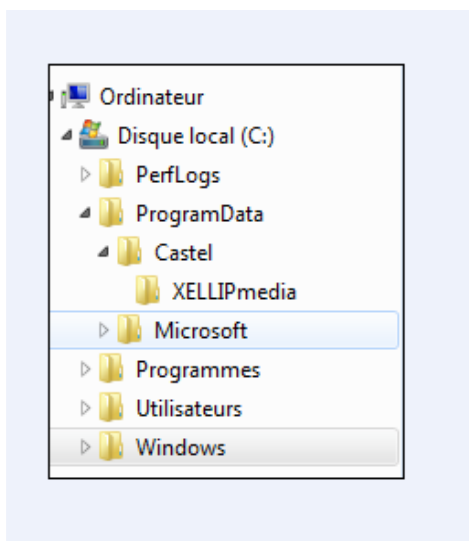 Ordinateur
Disque local (C:)
PerfLogs
ProgramData
Castel
XELLIPmedia
Microsoft
Programmes
Utilisateurs
Windows